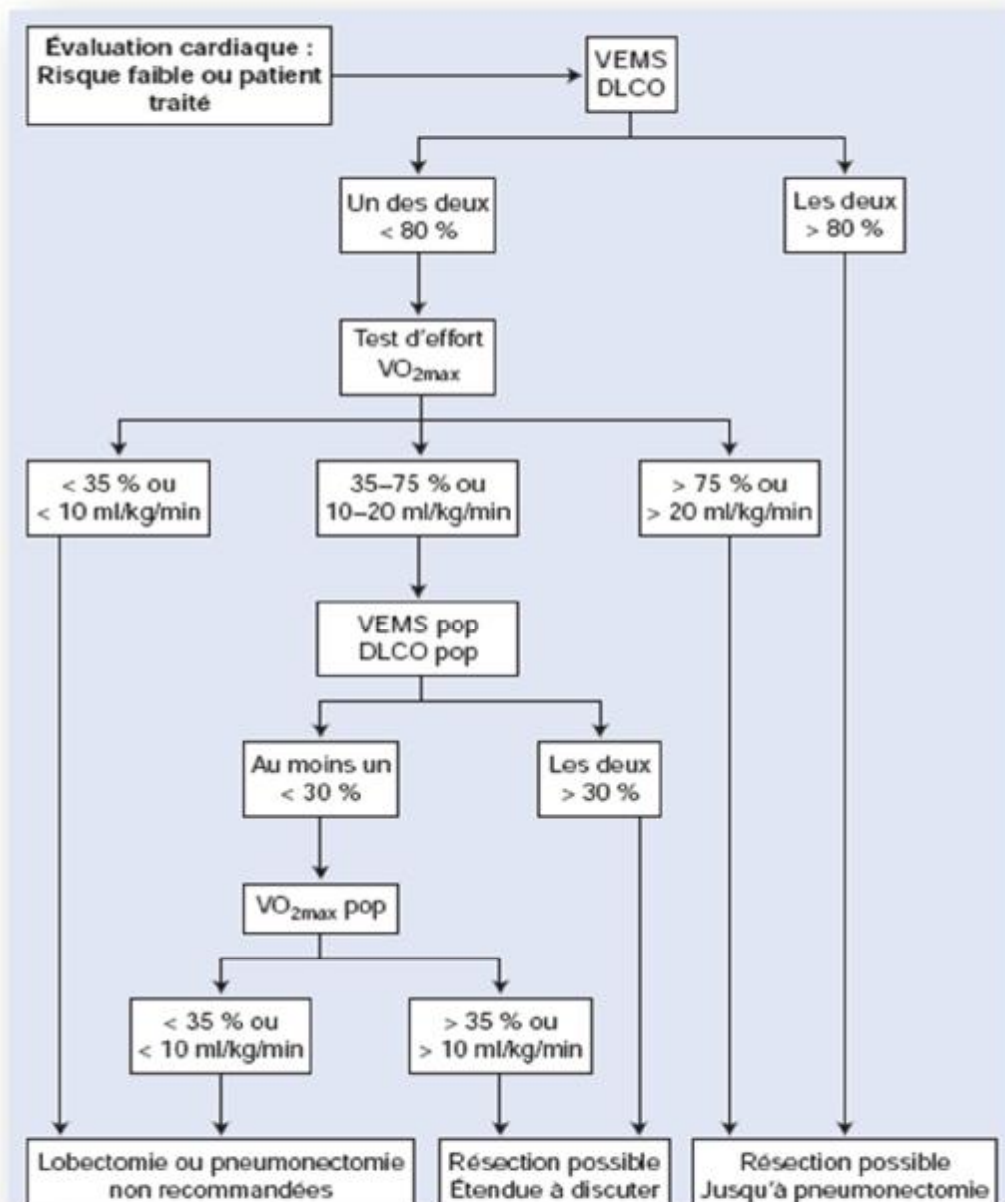 Évaluation cardiaque :
Risque faible ou patient
traité
VEMS
DLCO
Un des deux
< 80 %
Les deux
> 80 %
Test d'effort
VO2max
< 35 % ou
< 10 ml/kg/min
35–75 % ou
10–20 ml/kg/min
> 75 % ou
> 20 ml/kg/min
VEMS pop
DLCO pop
Au moins un
< 30 %
Les deux
> 30 %
VO2max pop
< 35 % ou
< 10 ml/kg/min
> 35 % ou
> 10 ml/kg/min
Lobectomie ou pneumonectomie
non recommandées
Résection possible
Étendue à discuter
Résection possible
Jusqu'à pneumonectomie